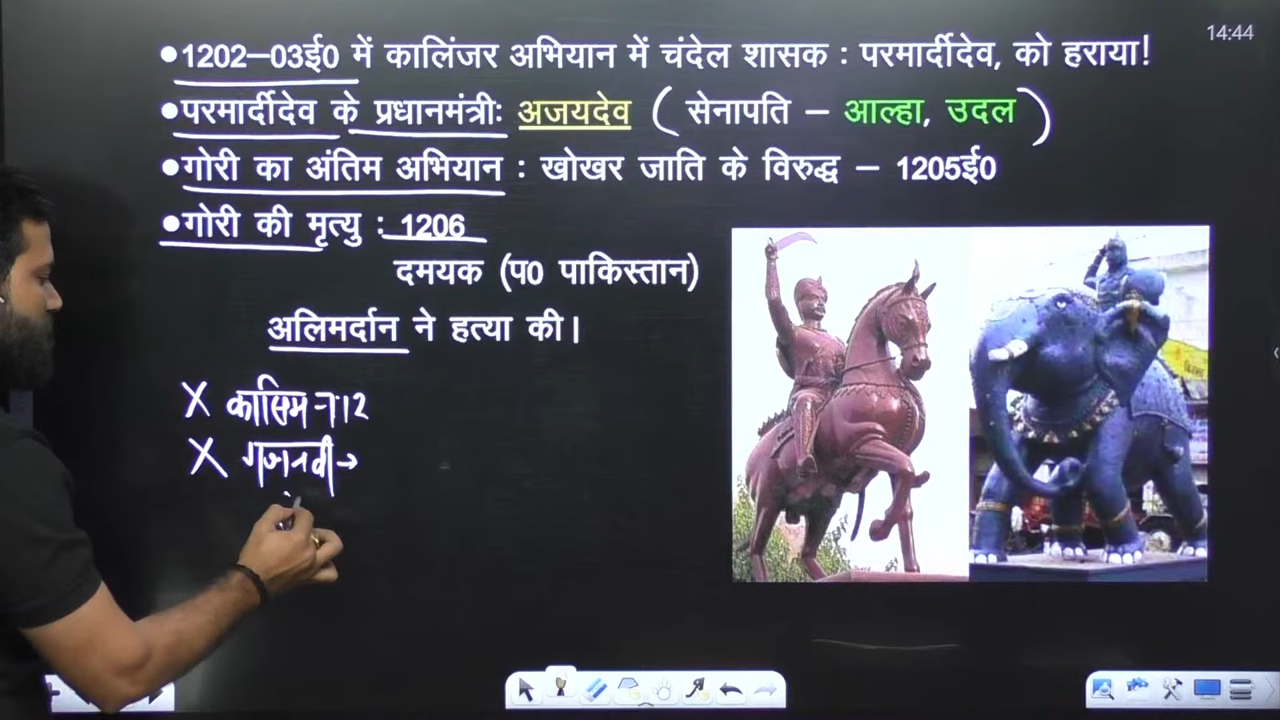 14:44
•1202–03ई0 में कालिंजर अभियान में चंदेल शासक : परमार्दीदेव, को हराया!
•परमार्दीदेव के प्रधानमंत्रीः अजयदेव ( सेनापति – आल्हा, उदल )
•गोरी का अंतिम अभियान : खोखर जाति के विरुद्ध – 1205ई0
•गोरी की मृत्यु : 1206
दमयक (प0 पाकिस्तान)
अलिमर्दान ने हत्या की।
X कासिम - 712
X गजनवी →